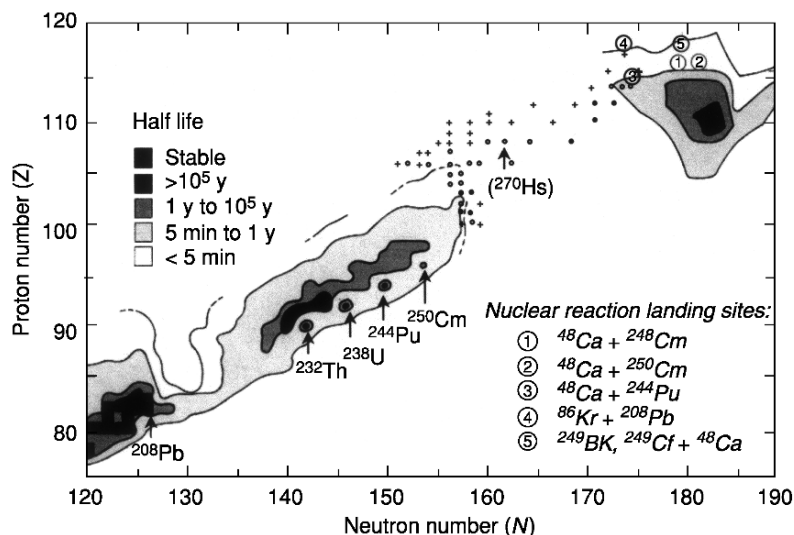 Proton number (Z)
120
110
100
90
80
Half life
Stable
>10⁵ y
1 y to 10⁵ y
5 min to 1 y
< 5 min
④
⑤
①
②
③
(²⁷⁰Hs)
²⁵⁰Cm
²⁴⁴Pu
²³⁸U
²³²Th
²⁰⁸Pb
Nuclear reaction landing sites:
① ⁴⁸Ca + ²⁴⁸Cm
② ⁴⁸Ca + ²⁵⁰Cm
③ ⁴⁸Ca + ²⁴⁴Pu
④ ⁸⁶Kr + ²⁰⁸Pb
⑤ ²⁴⁹BK, ²⁴⁹Cf + ⁴⁸Ca
120 130 140 150 160 170 180 190
Neutron number (N)